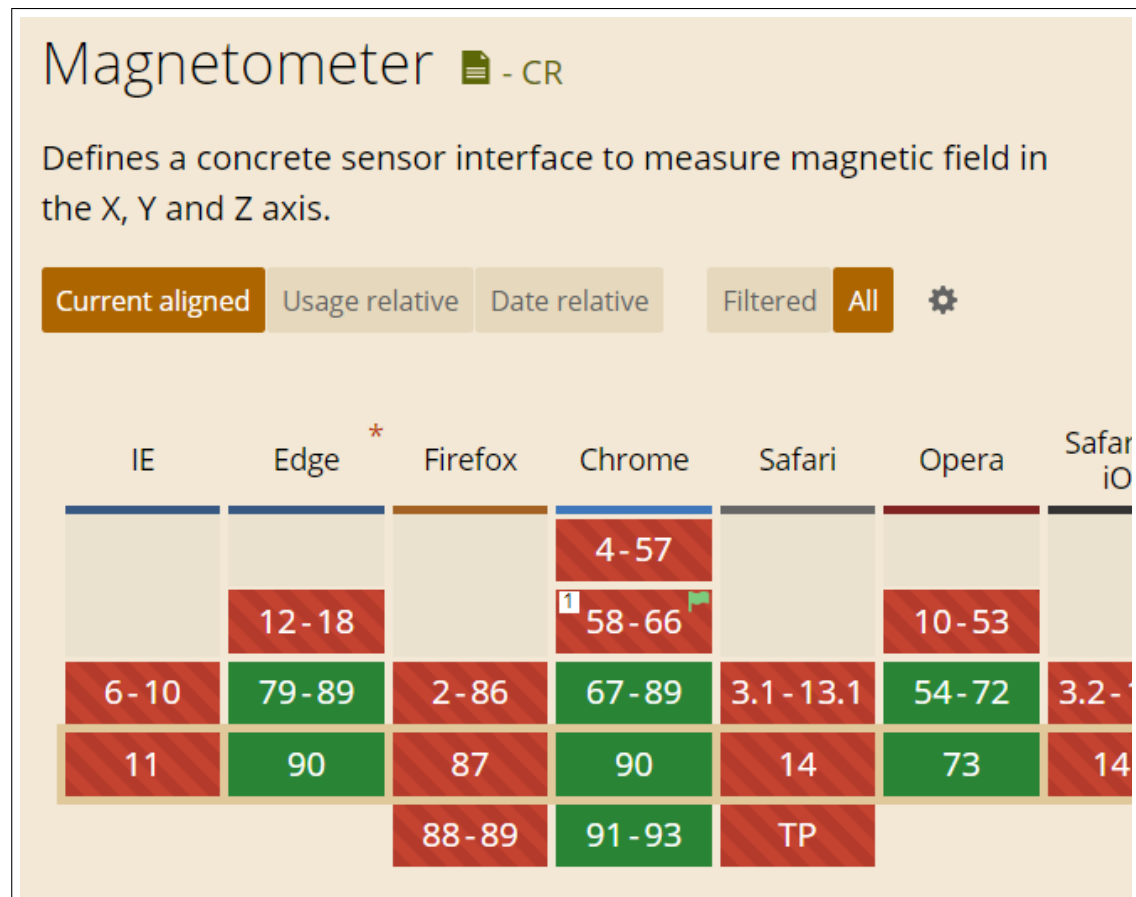 Magnetometer - CR
Defines a concrete sensor interface to measure magnetic field in
the X, Y and Z axis.
Current aligned Usage relative Date relative Filtered All
*
IE Edge Firefox Chrome Safari Opera
4-57
12-18 1 58-66 10-53
6-10 79-89 2-86 67-89 3.1-13.1 54-72
11 90 87 90 14 73 14
88-89 91-93 TP